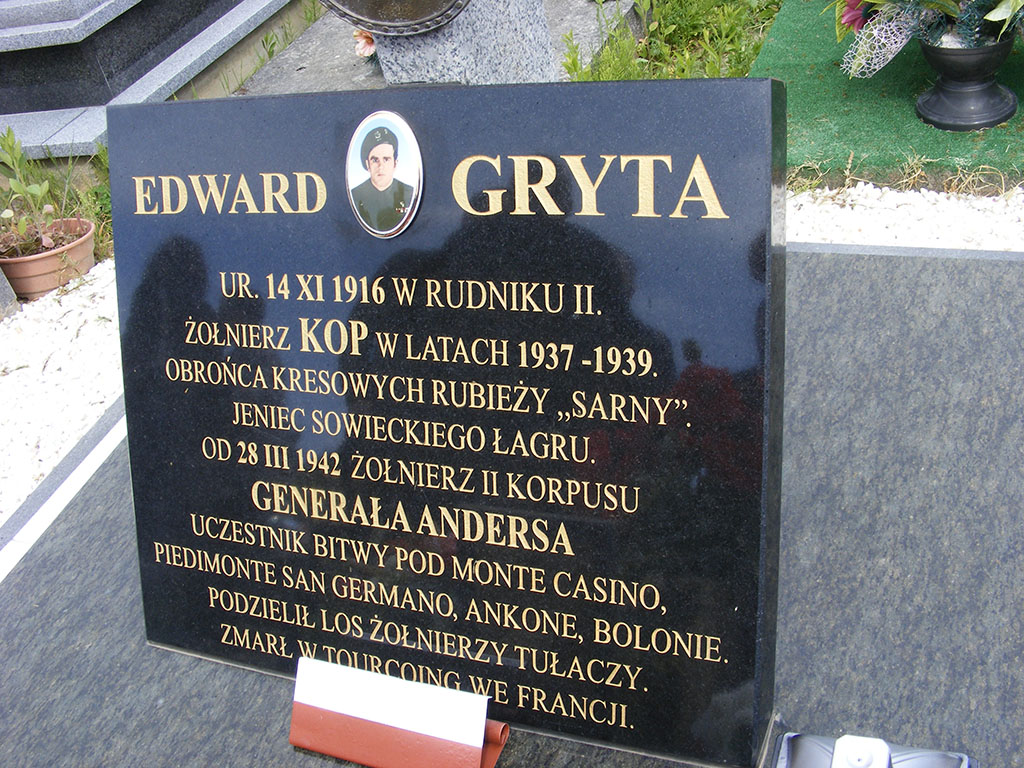 EDWARD GRYTA
UR. 14 XI 1916 W RUDNIKU II.
ŻOŁNIERZ KOP W LATACH 1937 -1939.
OBROŃCA KRESOWYCH RUBIEŻY „SARNY”.
JENIEC SOWIECKIEGO ŁAGRU.
OD 28 III 1942 ŻOŁNIERZ II KORPUSU
GENERAŁA ANDERSA
UCZESTNIK BITWY POD MONTE CASINO,
PIEDIMONTE SAN GERMANO, ANKONE, BOLONIE.
PODZIELIŁ LOS ŻOŁNIERZY TUŁACZY.
ZMARŁ W TOURCOING WE FRANCJI.